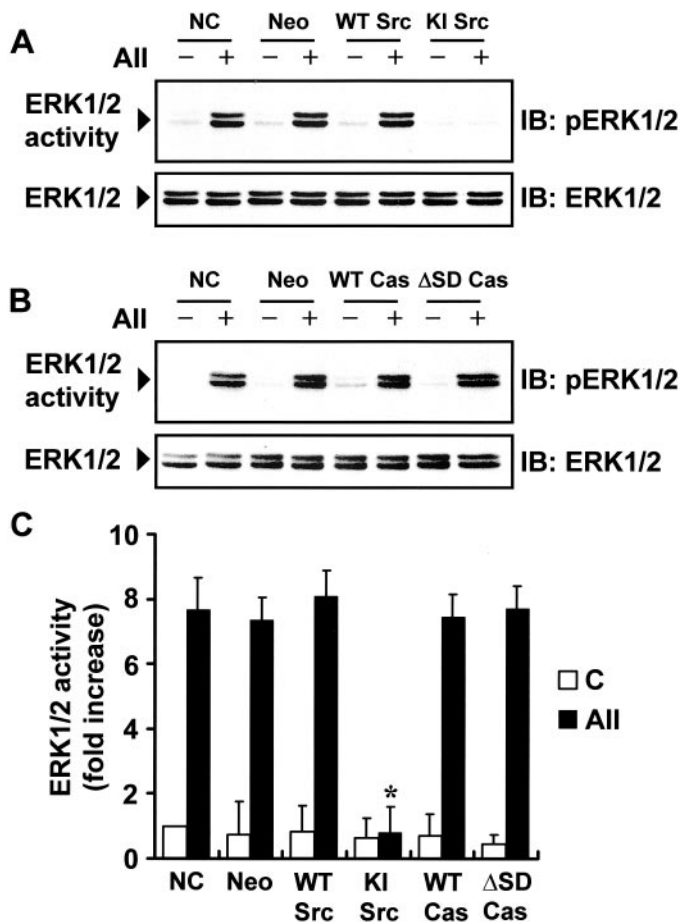 A
NC Neo WT Src KI Src
AII − + − + − + − +
ERK1/2 activity
IB: pERK1/2
ERK1/2
IB: ERK1/2
B
NC Neo WT Cas ΔSD Cas
AII − + − + − + − +
ERK1/2 activity
IB: pERK1/2
ERK1/2
IB: ERK1/2
C
ERK1/2 activity
(fold increase)
10
8
6
4
2
0
*
C
AII
NC Neo WT Src KI Src WT Cas ΔSD Cas